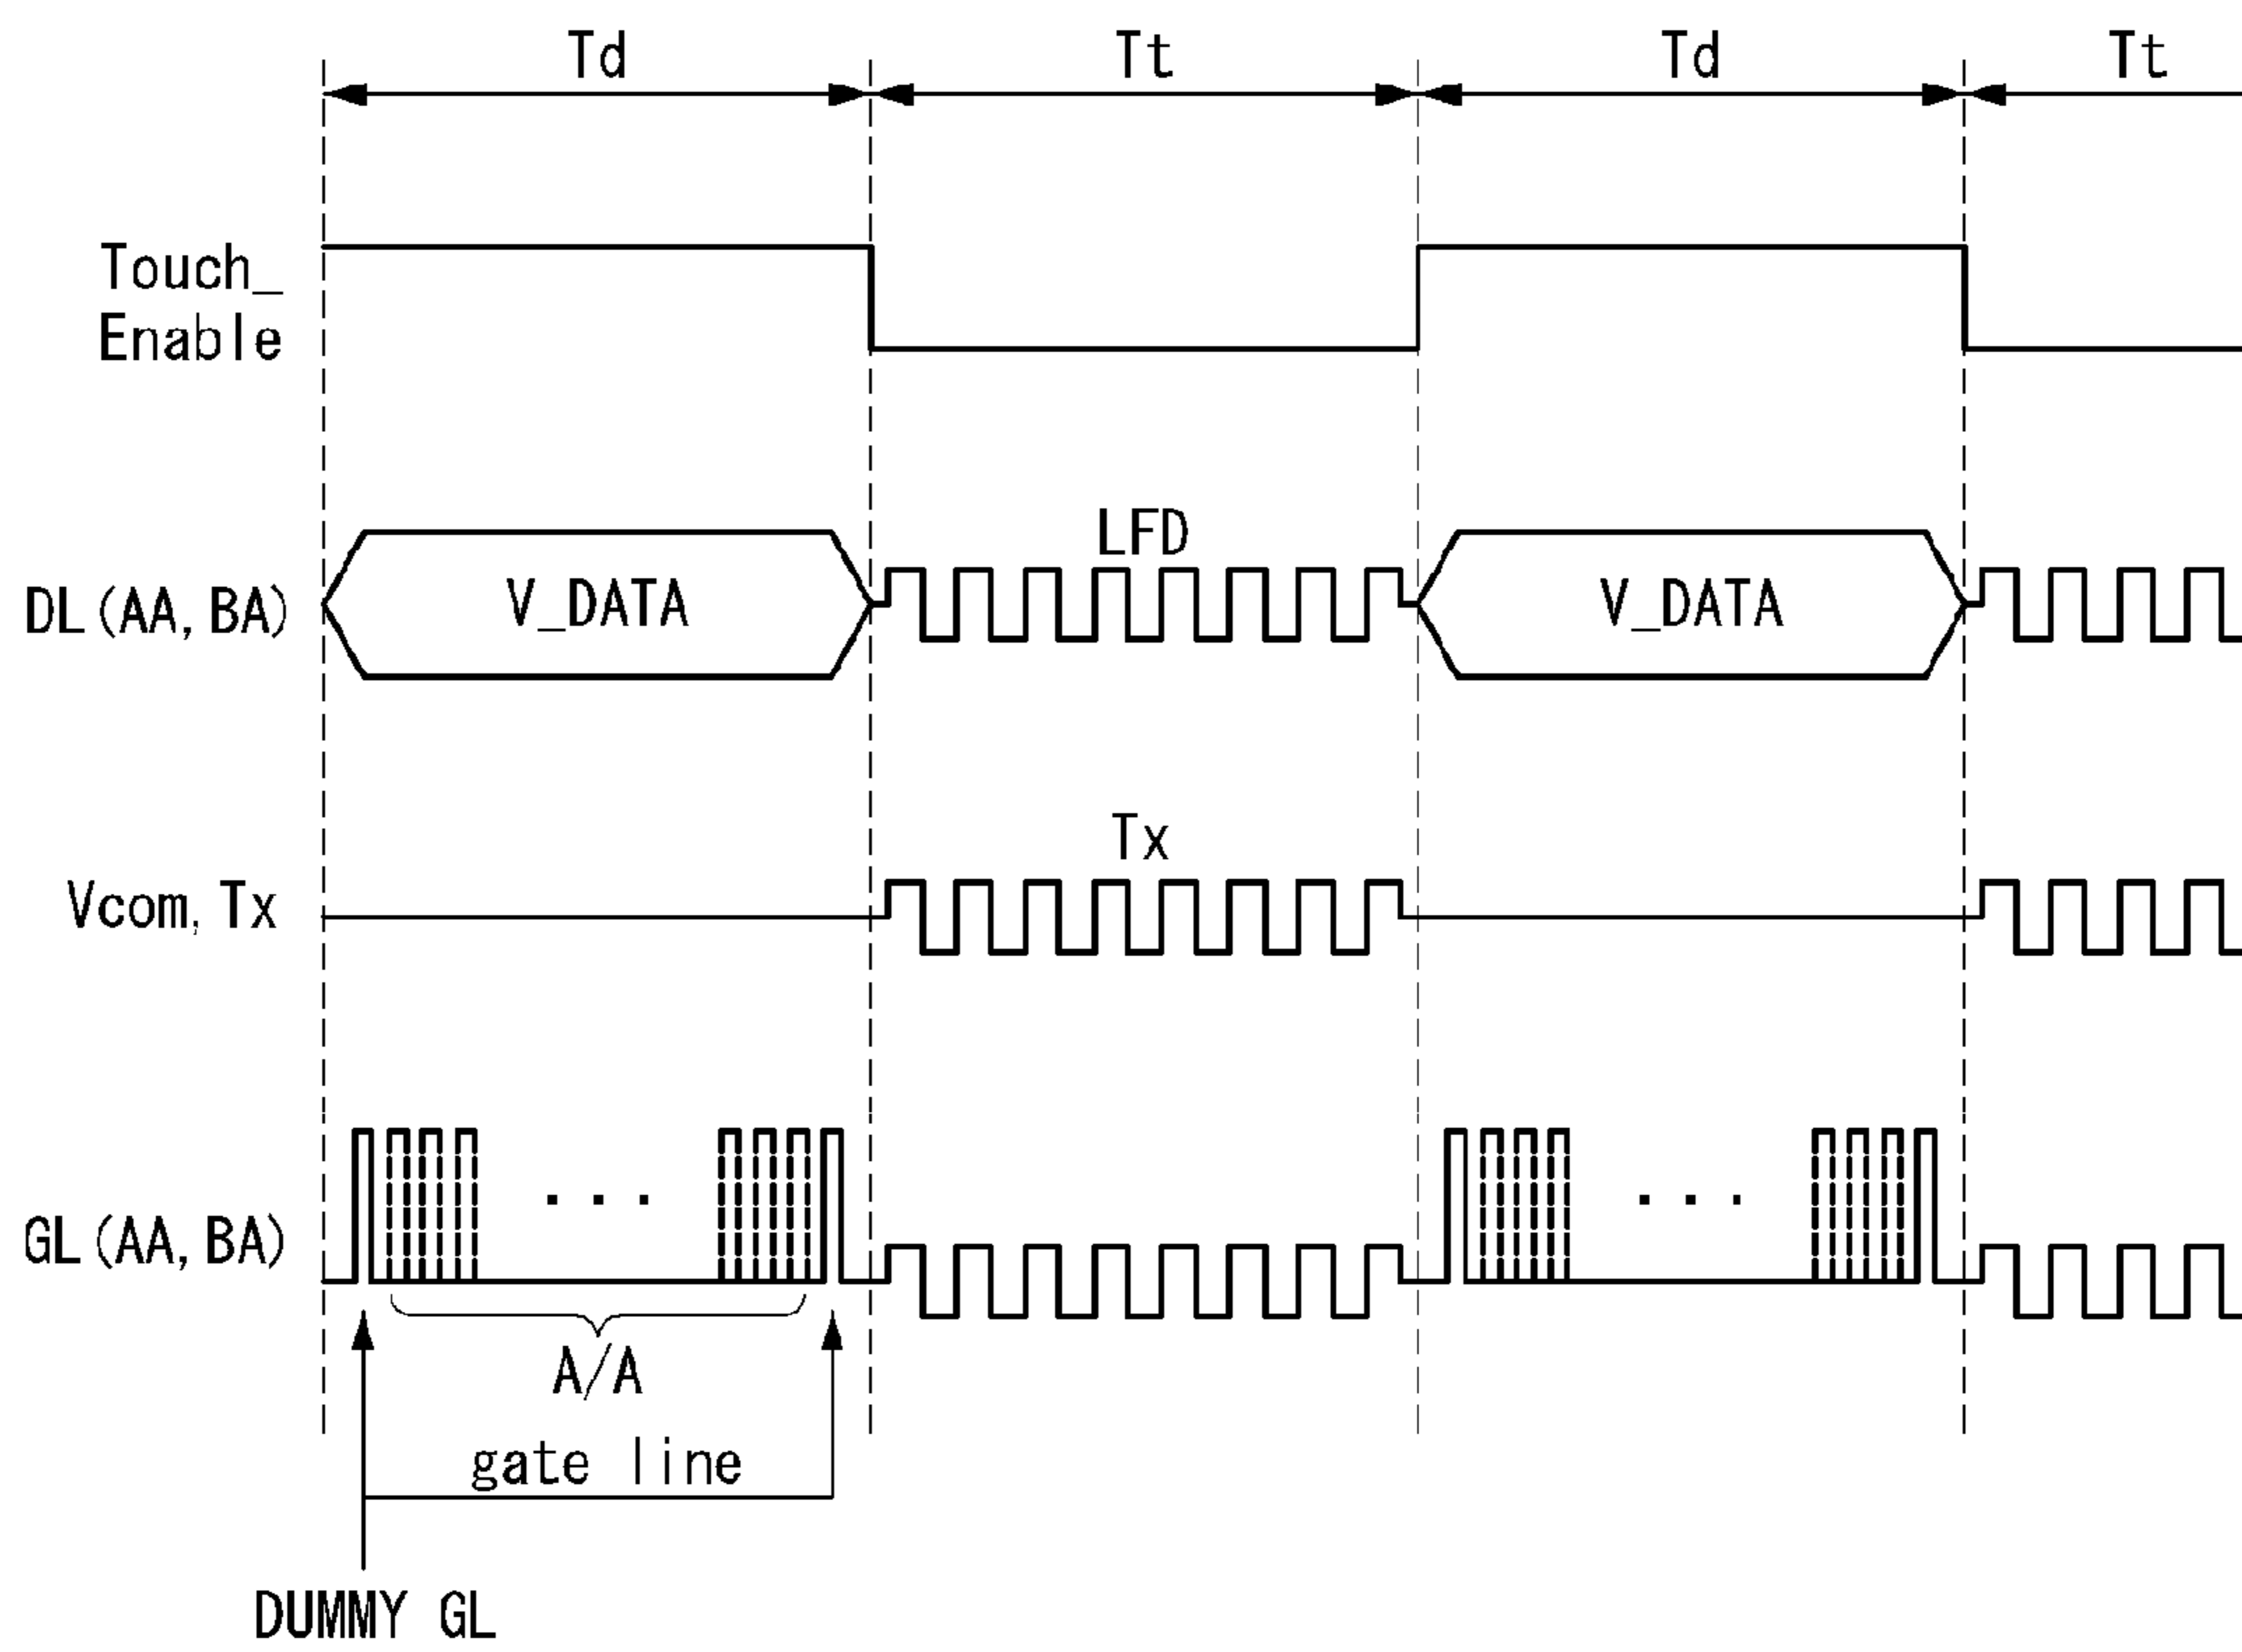 Td Tt Td Tt
Touch_
Enable
LFD
DL(AA,BA) V_DATA V_DATA
Tx
Vcom,Tx
GL(AA,BA) ... ...
A/A
gate line
DUMMY GL